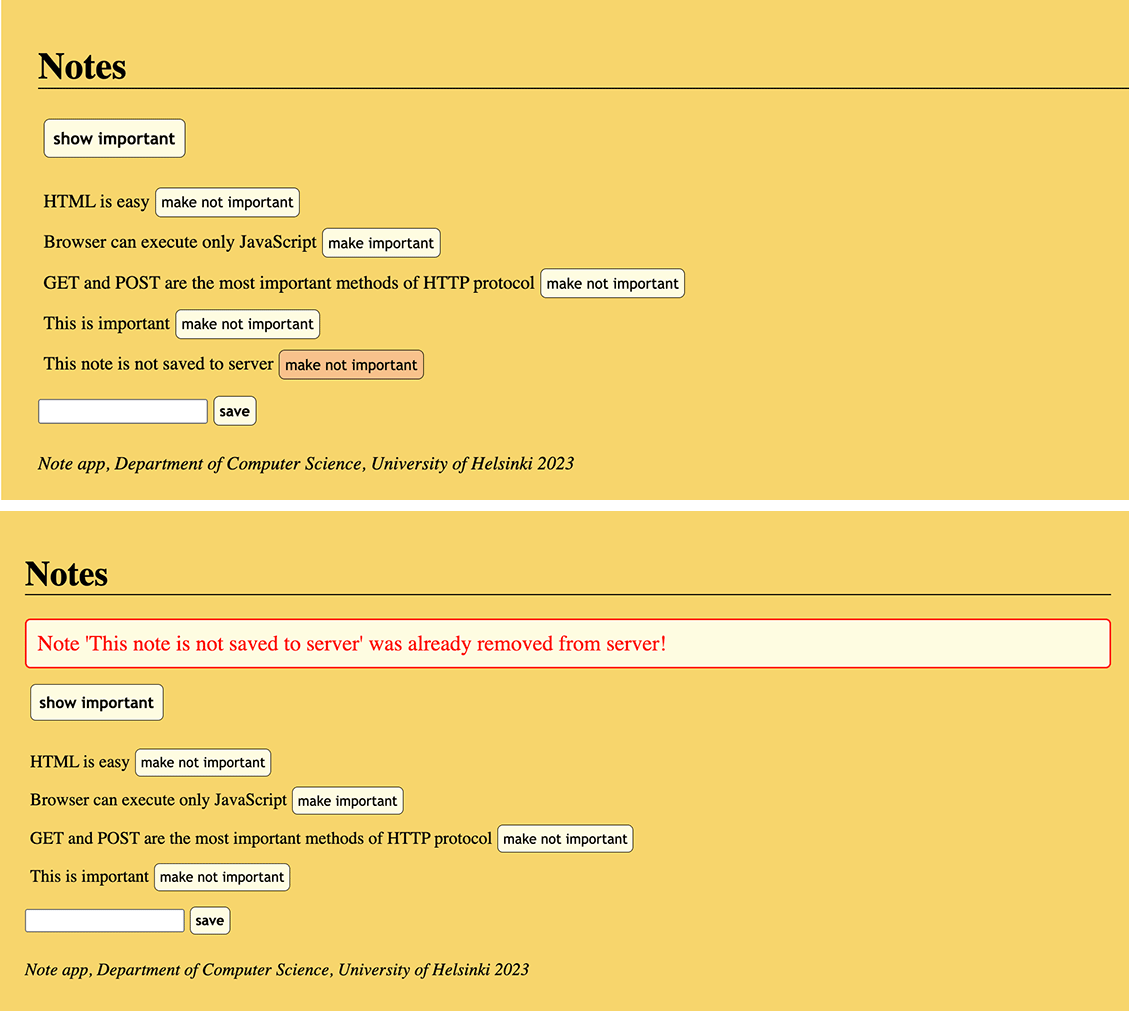 Notes
show important
HTML is easy make not important
Browser can execute only JavaScript make important
GET and POST are the most important methods of HTTP protocol make not important
This is important make not important
This note is not saved to server make not important
save
Note app, Department of Computer Science, University of Helsinki 2023
Notes
Note 'This note is not saved to server' was already removed from server!
show important
HTML is easy make not important
Browser can execute only JavaScript make important
GET and POST are the most important methods of HTTP protocol make not important
This is important make not important
save
Note app, Department of Computer Science, University of Helsinki 2023